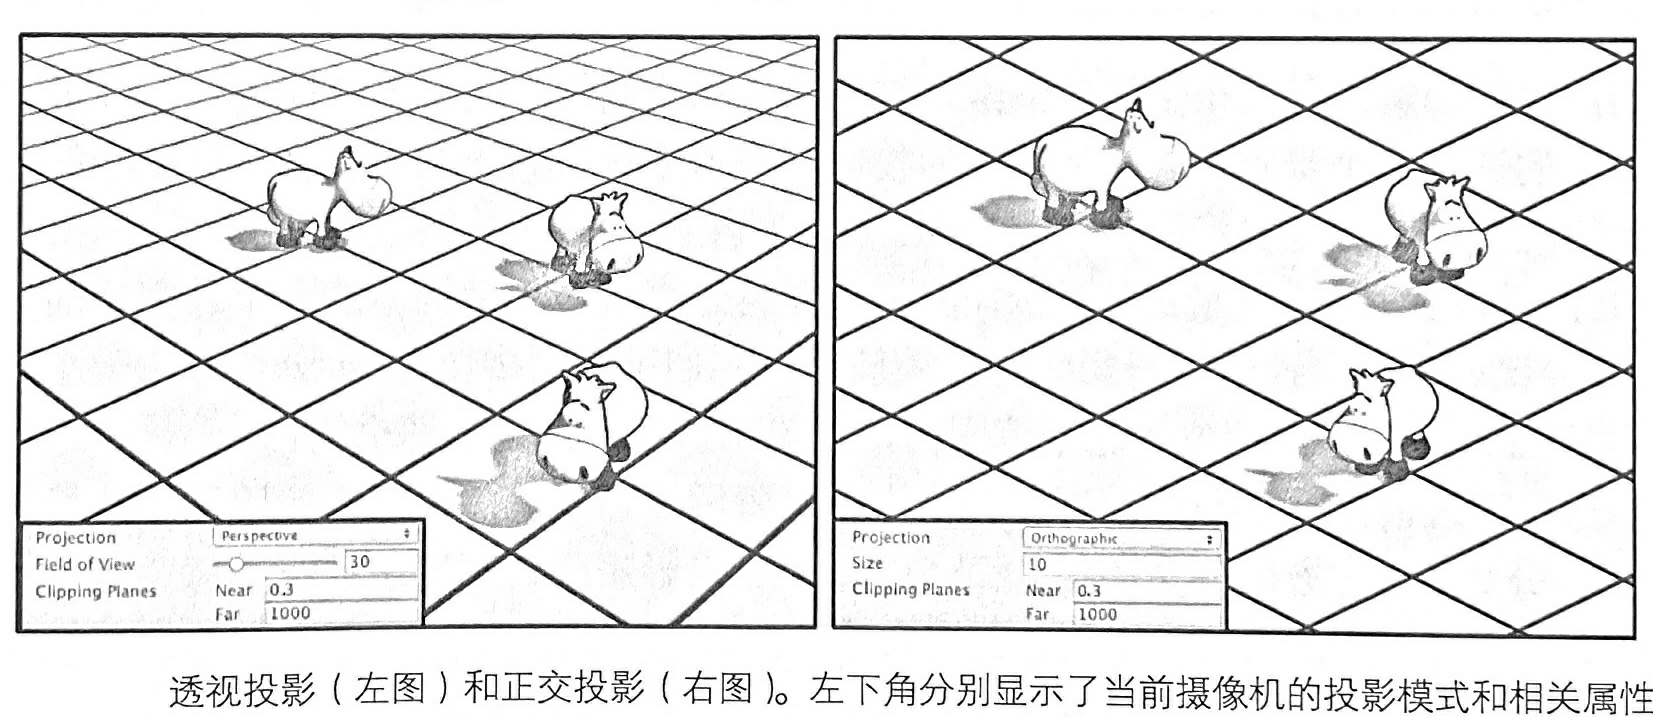 Projection Perspective
Field of View 30
Clipping Planes Near 0.3
Far 1000
Projection Orthographic
Size 10
Clipping Planes Near 0.3
Far 1000
透视投影（左图）和正交投影（右图）。左下角分别显示了当前摄像机的投影模式和相关属性